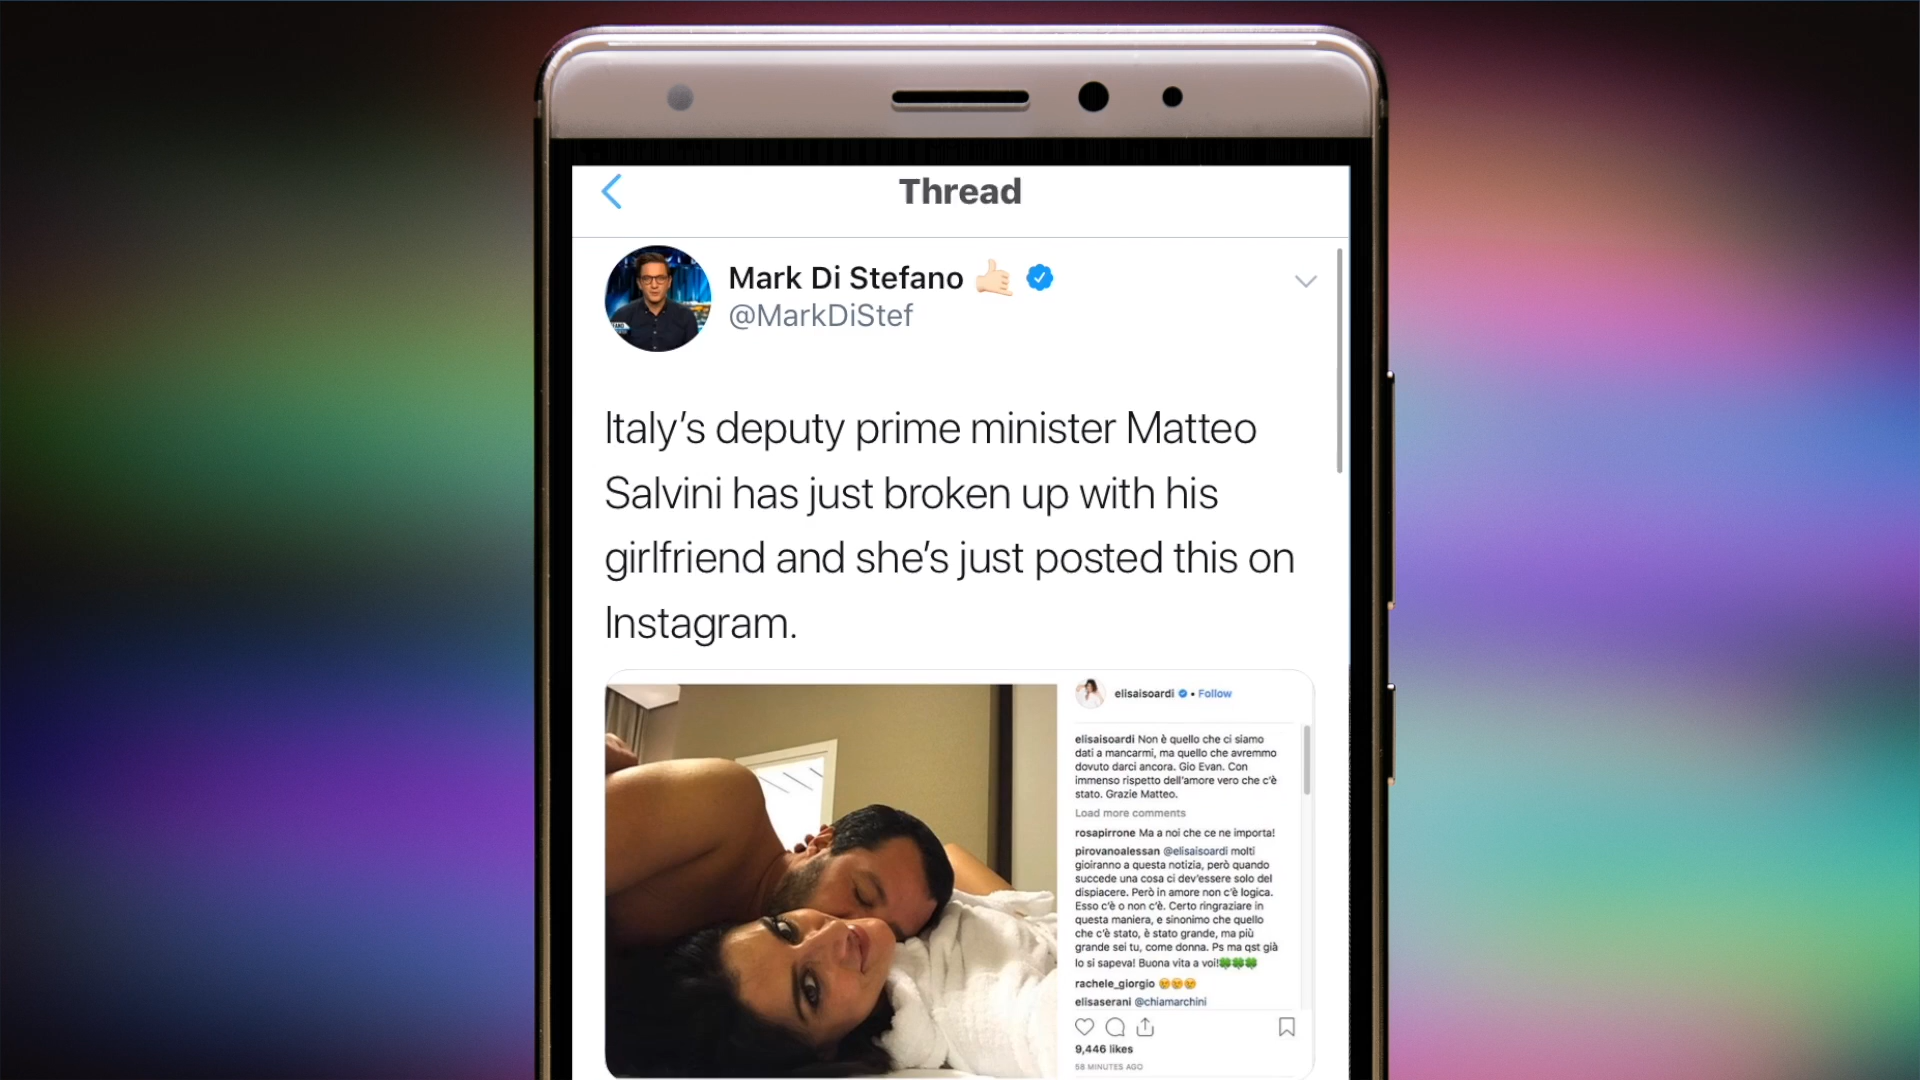 Thread
Mark Di Stefano 🤙🏻
@MarkDiStef
Italy's deputy prime minister Matteo
Salvini has just broken up with his
girlfriend and she's just posted this on
Instagram.
elisaisoardi • Follow
elisaisoardi Non è quello che ci siamo
dati a mancarmi, ma quello che avremmo
dovuto darci ancora. Gio Evan. Con
immenso rispetto dell'amore vero che c'è
stato. Grazie Matteo.
Load more comments
rosapirrone Ma a noi che ce ne importa!
pirovanoalessan @elisaisoardi molti
gioiranno a questa notizia, però quando
succede una cosa ci dev'essere solo del
dispiacere. Però in amore non c'è logica.
Esso c'è o non c'è. Certo ringraziare in
questa maniera, e sinonimo che quello
che c'è stato, è stato grande, ma più
grande sei tu, come donna. Ps ma qst già
lo si sapeva! Buona vita a voi!🍀🍀🍀
rachele_giorgio 😢😢😢
elisaserani @chiamarchini
9,446 likes
58 MINUTES AGO